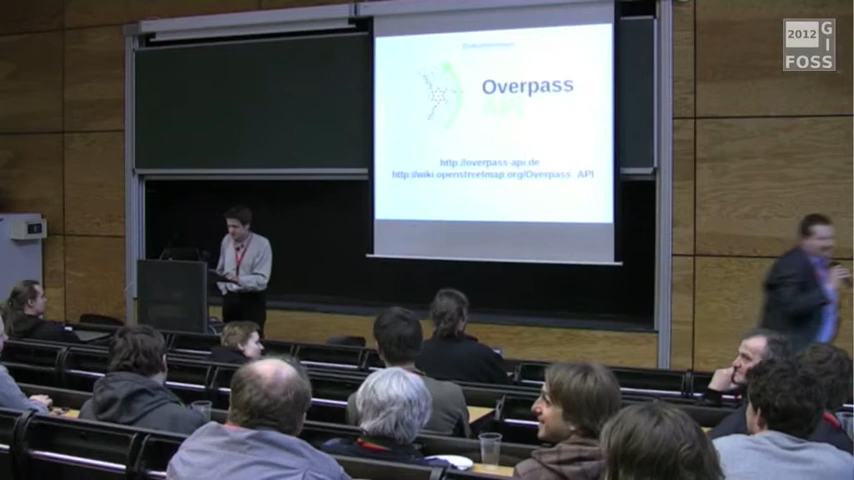 2012 G
I
FOSS
Overpass
API
http://overpass-api.de
http://wiki.openstreetmap.org/Overpass_API